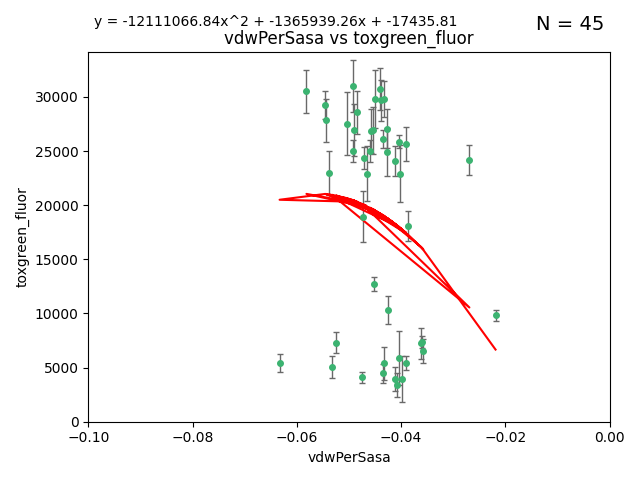 y = -12111066.84x^2 + -1365939.26x + -17435.81
N = 45
vdwPerSasa vs toxgreen_fluor
toxgreen_fluor
30000
25000
20000
15000
10000
5000
0
−0.10 −0.08 −0.06 −0.04 −0.02 0.00
vdwPerSasa